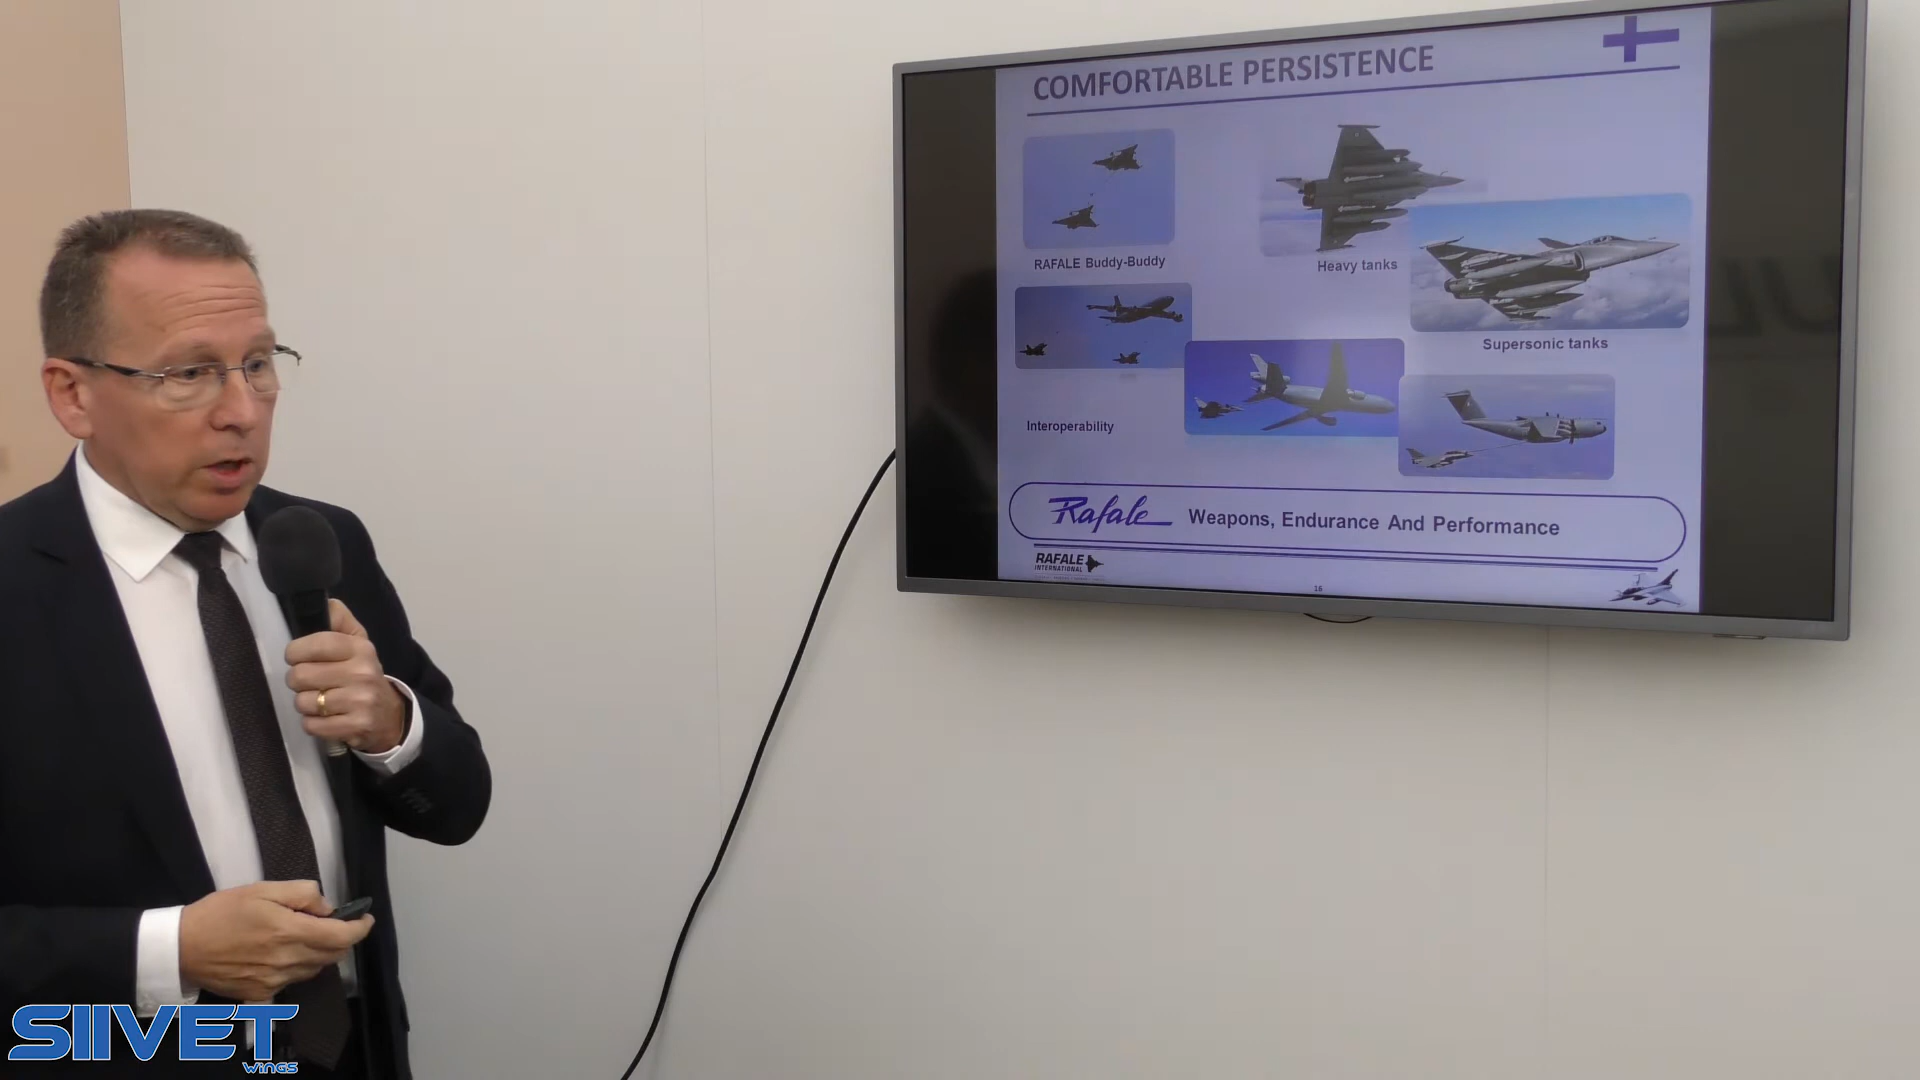 COMFORTABLE PERSISTENCE
RAFALE Buddy-Buddy
Heavy tanks
Supersonic tanks
Interoperability
Rafale Weapons, Endurance And Performance
RAFALE
INTERNATIONAL
16
SIIVET
WINGS